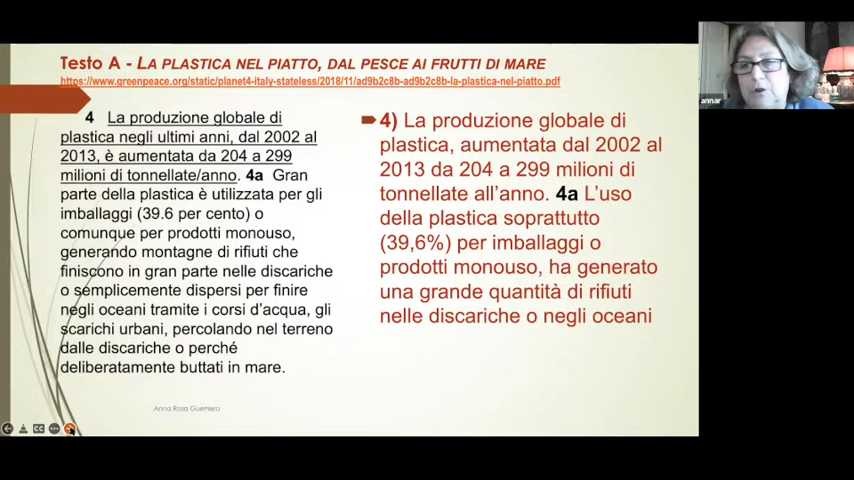 Testo A - LA PLASTICA NEL PIATTO, DAL PESCE AI FRUTTI DI MARE
https://www.greenpeace.org/static/planet4-italy-stateless/2018/11/ad9b2c8b-ad9b2c8b-la-plastica-nel-piatto.pdf
4 La produzione globale di
plastica negli ultimi anni, dal 2002 al
2013, è aumentata da 204 a 299
milioni di tonnellate/anno. 4a Gran
parte della plastica è utilizzata per gli
imballaggi (39.6 per cento) o
comunque per prodotti monouso,
generando montagne di rifiuti che
finiscono in gran parte nelle discariche
o semplicemente dispersi per finire
negli oceani tramite i corsi d'acqua, gli
scarichi urbani, percolando nel terreno
dalle discariche o perché
deliberatamente buttati in mare.
4) La produzione globale di
plastica, aumentata dal 2002 al
2013 da 204 a 299 milioni di
tonnellate all'anno. 4a L'uso
della plastica soprattutto
(39,6%) per imballaggi o
prodotti monouso, ha generato
una grande quantità di rifiuti
nelle discariche o negli oceani
Anna Rosa Guerriero
CC
annar